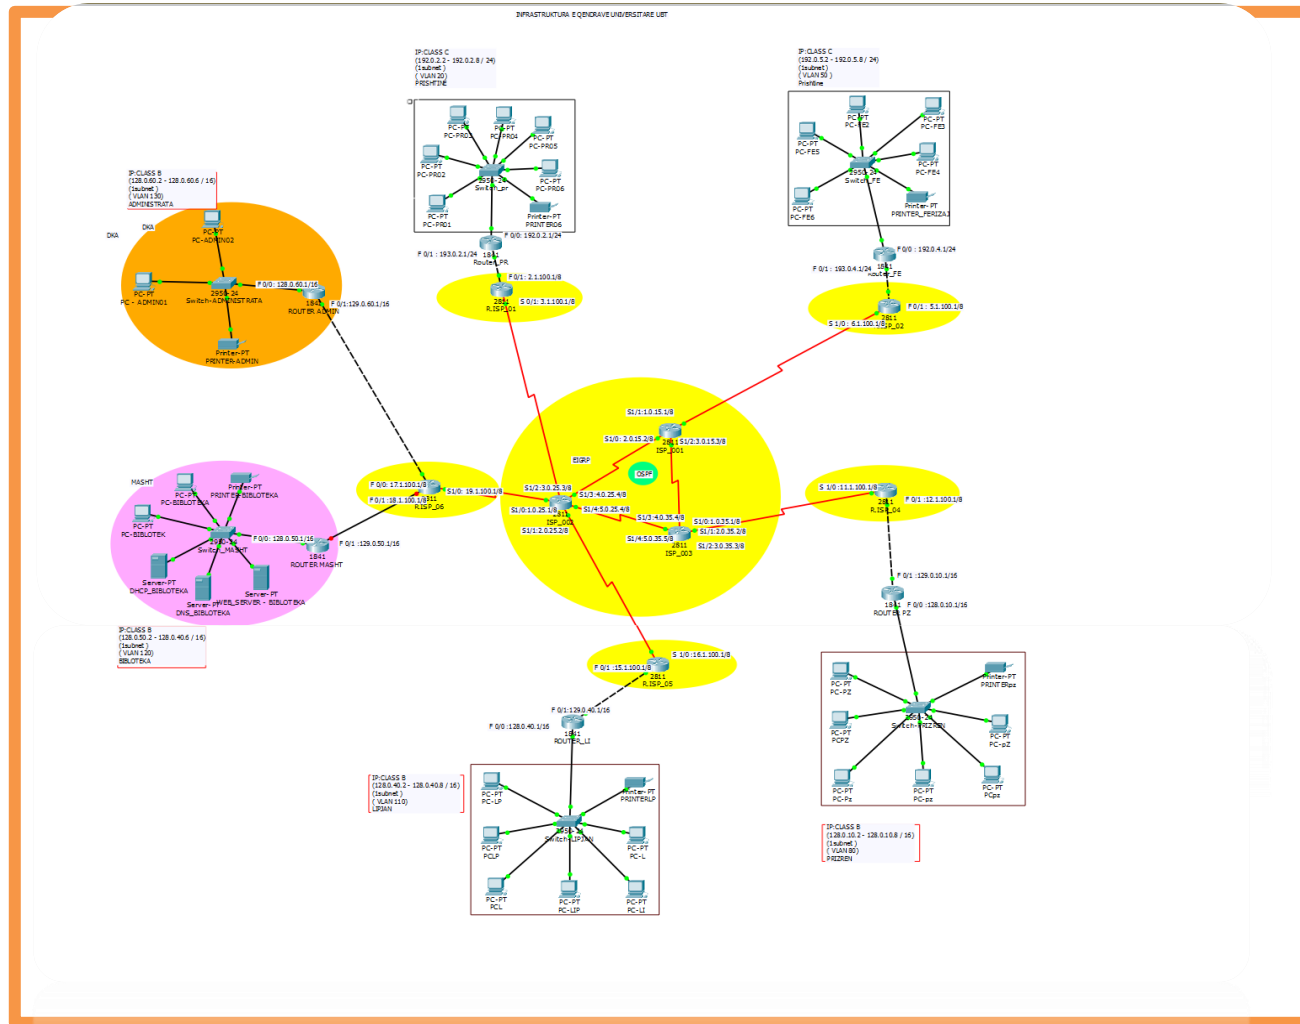 INFRASTRUKTURA E QENDRAVE UNIVERSITARE UBT
IP:CLASS C
(192.0.2.2 - 192.0.2.8 / 24)
(1subnet )
( VLAN 20)
PRISHTINË
IP:CLASS C
(192.0.5.2 - 192.0.5.8 / 24)
(1subnet )
( VLAN 50 )
Prishtine
PC-PT
PC-PR03
PC-PT
PC-PR04
PC-PT
PC-PR05
PC-PT
PC-PR02
PC-PT
PC-PR06
2950-24
Switch_pr
PC-PT
PC-PR01
Printer-PT
PRINTER06
PC-PT
PC-FE2
PC-PT
PC-FE3
PC-PT
PC-FE5
PC-PT
PC-FE4
2950-24
Switch_FE
PC-PT
PC-FE6
Printer-PT
PRINTER_FERIZAJ
F 0/0: 192.0.2.1/24
F 0/1 : 193.0.2.1/24
1841
Router_PR
F 0/1: 2.1.100.1/8
2811
R.ISP_01
S 0/1: 3.1.100.1/8
F 0/0 : 192.0.4.1/24
F 0/1 : 193.0.4.1/24
1841
Router_FE
F 0/1 : 5.1.100.1/8
2811
R.ISP_02
S 1/0 : 6.1.100.1/8
IP:CLASS B
(128.0.60.2 - 128.0.60.6 / 16)
(1subnet )
( VLAN 130)
ADMINISTRATA
DKA
DKA
PC-PT
PC-ADMIN02
PC-PT
PC - ADMIN01
2950-24
Switch-ADMINISTRATA
F 0/0: 128.0.60.1/16
1841
ROUTER ADMIN
F 0/1:129.0.60.1/16
Printer-PT
PRINTER-ADMIN
S1/1:1.0.15.1/8
S1/0: 2.0.15.2/8
S1/2:3.0.15.3/8
2811
ISP_001
EIGRP
OSPF
S1/2:3.0.25.3/8
S1/3:4.0.25.4/8
S1/0:1.0.25.1/8
S1/4:5.0.25.4/8
2811
ISP_002
S1/1:2.0.25.2/8
S1/3:4.0.35.4/8
S1/0:1.0.35.1/8
S1/1:2.0.35.2/8
S1/4:5.0.35.5/8
S1/2:3.0.35.3/8
2811
ISP_003
F 0/0: 17.1.100.1/8
F 0/1:18.1.100.1/8
S1/0: 19.1.100.1/8
R.ISP_06
S 1/0:11.1.100.1/8
F 0/1 :12.1.100.1/8
2811
R.ISP_04
MASHT
PC-PT
PC-BIBLOTEKA
Printer-PT
PRINTER-BIBLOTEKA
PC-PT
PC-BIBLOTEK
2950-24
Switch_MASHT
F 0/0: 128.0.50.1/16
1841
ROUTER MASHT
F 0/1 :129.0.50.1/16
Server-PT
DHCP_BIBLOTEKA
Server-PT
DNS_BIBLOTEKA
Server-PT
WEB_SERVER - BIBLOTEKA
IP:CLASS B
(128.0.50.2 - 128.0.40.6 / 16)
(1subnet )
( VLAN 120)
BIBLOTEKA
F 0/1 :129.0.10.1/16
1841
ROUTER PZ
F 0/0 :128.0.10.1/16
S 1/0 :16.1.100.1/8
F 0/1 :15.1.100.1/8
2811
R.ISP_05
F 0/1:129.0.40.1/16
F 0/0 :128.0.40.1/16
1841
ROUTER_LI
PC-PT
PC-PZ
Printer-PT
PRINTERpz
PC-PT
PCPZ
2950-24
Switch-PRIZREN
PC-PT
PC-pZ
PC-PT
PC-Pz
PC-PT
PC-pz
PC-PT
PCpz
IP:CLASS B
(128.0.40.2 - 128.0.40.8 / 16)
(1subnet )
( VLAN 110)
LIPJAN
PC-PT
PC-LP
Printer-PT
PRINTERLP
PC-PT
PCLP
2950-24
Switch-LIPJAN
PC-PT
PC-L
PC-PT
PCL
PC-PT
PC-LIP
PC-PT
PC-LI
IP:CLASS B
(128.0.10.2 - 128.0.10.8 / 16)
(1subnet )
( VLAN 80)
PRIZREN